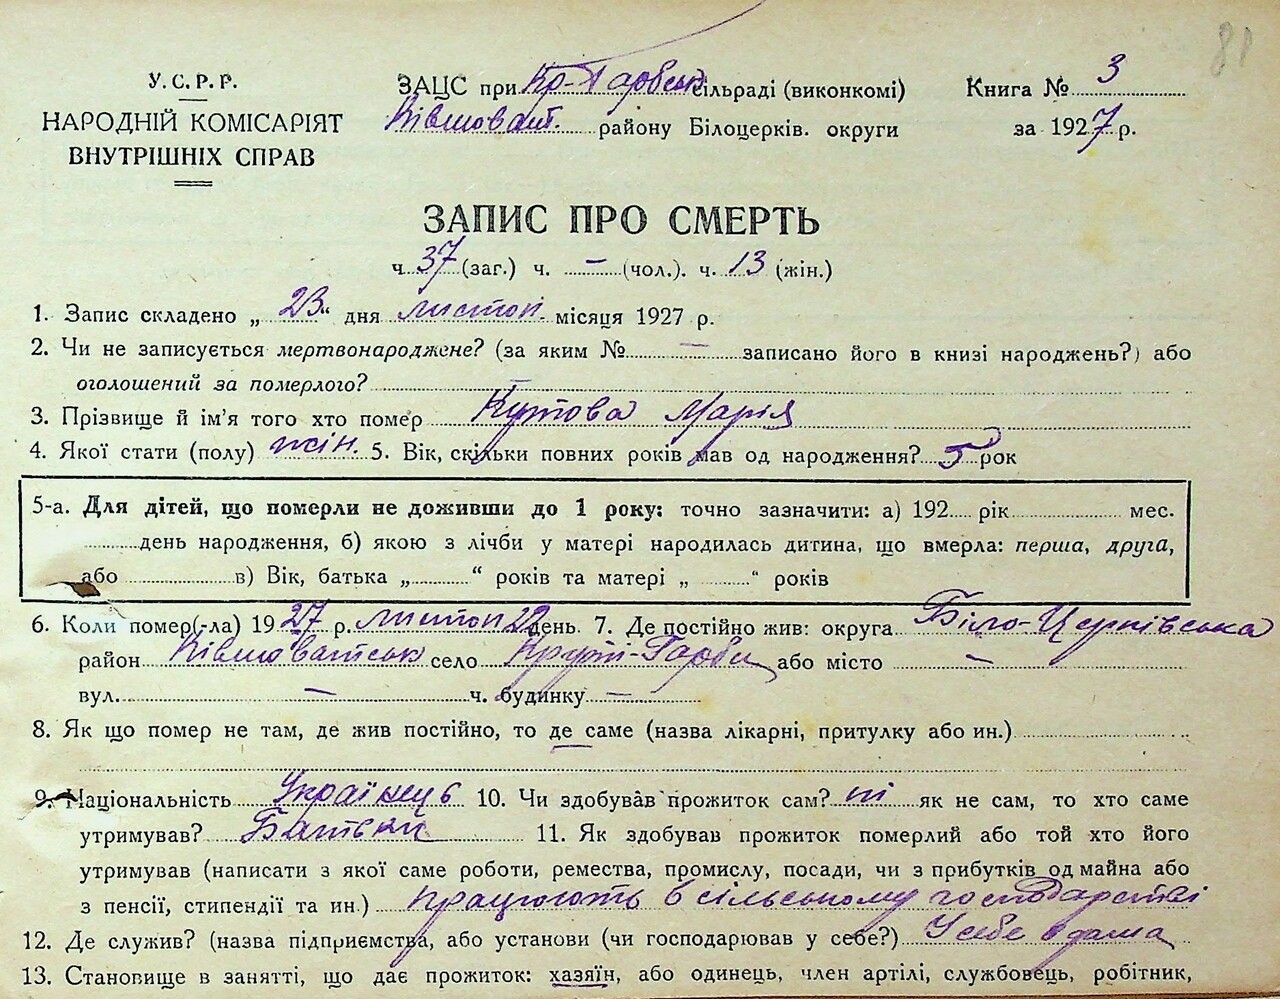 81
У.С.Р.Р.
НАРОДНІЙ КОМІСАРІЯТ
ВНУТРІШНІХ СПРАВ
ЗАЦС при Кр-Гарбськ сільраді (виконкомі)
Ківшоват. району Білоцерків. округи
Книга № 3
за 1927 р.
ЗАПИС ПРО СМЕРТЬ
ч. 37 (заг.) ч. – (чол.). ч. 13 (жін.)
1. Запис складено „ 23 “ дня листоп. місяця 1927 р.
2. Чи не записується мертвонароджене? (за яким № – записано його в книзі народжень?) або
оголошений за померлого? –
3. Прізвище й ім'я того хто помер Кутова Марія
4. Якої стати (полу) жін. 5. Вік, скільки повних років мав од народження? 5 рок
5-а. Для дітей, що померли не доживши до 1 року: точно зазначити: а) 192.... рік ........ мес.
........ день народження, б) якою з лічби у матері народилась дитина, що вмерла: перша, друга,
або ........ в) Вік, батька „ ........ “ років та матері „ ........ “ років
6. Коли помер(-ла) 1927 р. листоп 22 день. 7. Де постійно жив: округа Біло-Церківська
район Ківшоватськ село Крут-Гарби або місто –
вул. – ч. будинку –
8. Як що помер не там, де жив постійно, то де саме (назва лікарні, притулку або ин.)
9. Національність Українець 10. Чи здобував прожиток сам? ні як не сам, то хто саме
утримував? Батьки 11. Як здобував прожиток померлий або той хто його
утримував (написати з якої саме роботи, ремества, промислу, посади, чи з прибутків од майна або
з пенсії, стипендії та ин.) працюють в сільському господарстві
12. Де служив? (назва підприємства, або установи (чи господарював у себе?) У себе вдома
13. Становище в занятті, що дає прожиток: хазяїн, або одинець, член артілі, службовець, робітник,